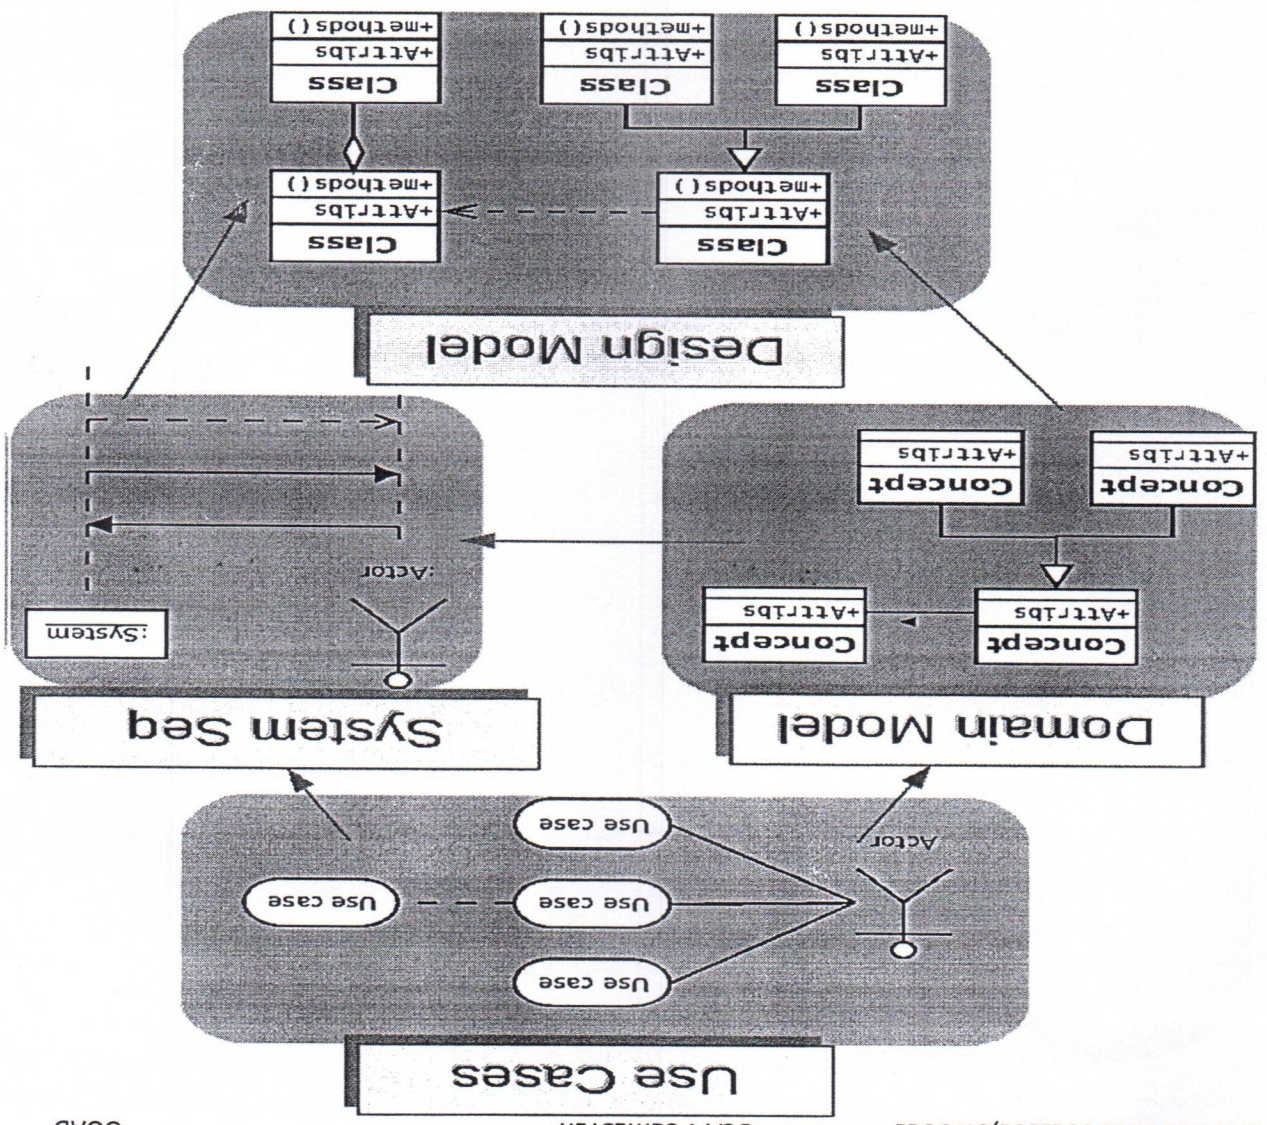 Use Cases
Actor
Use case
Use case
Use case
Use case
Domain Model
Concept
+Attribs
Concept
+Attribs
Concept
+Attribs
Concept
+Attribs
System Seq
:Actor
:System
Design Model
Class
+Attribs
+methods()
Class
+Attribs
+methods()
Class
+Attribs
+methods()
Class
+Attribs
+methods()
Class
+Attribs
+methods()